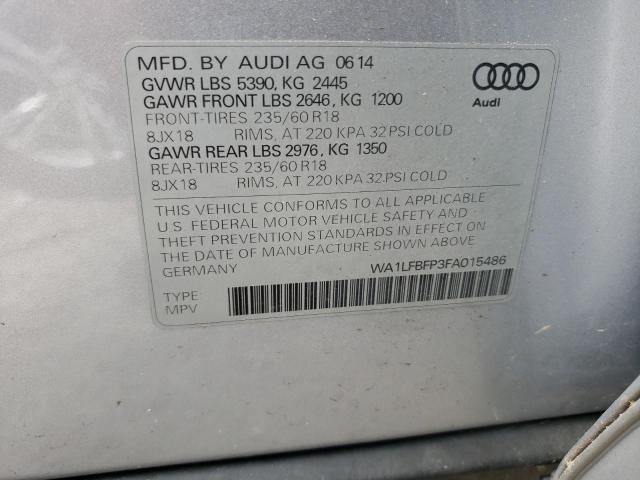 MFD. BY AUDI AG 06 14
GVWR LBS 5390, KG 2445
GAWR FRONT LBS 2646, KG 1200
FRONT-TIRES 235/60 R18
8JX18 RIMS, AT 220 KPA 32 PSI COLD
GAWR REAR LBS 2976, KG 1350
REAR-TIRES 235/60 R18
8JX18 RIMS, AT 220 KPA 32 PSI COLD
Audi
THIS VEHICLE CONFORMS TO ALL APPLICABLE
U.S. FEDERAL MOTOR VEHICLE SAFETY AND
THEFT PREVENTION STANDARDS IN EFFECT ON
THE DATE OF MANUFACTURE SHOWN ABOVE.
GERMANY WA1LFBFP3FA015486
TYPE
MPV